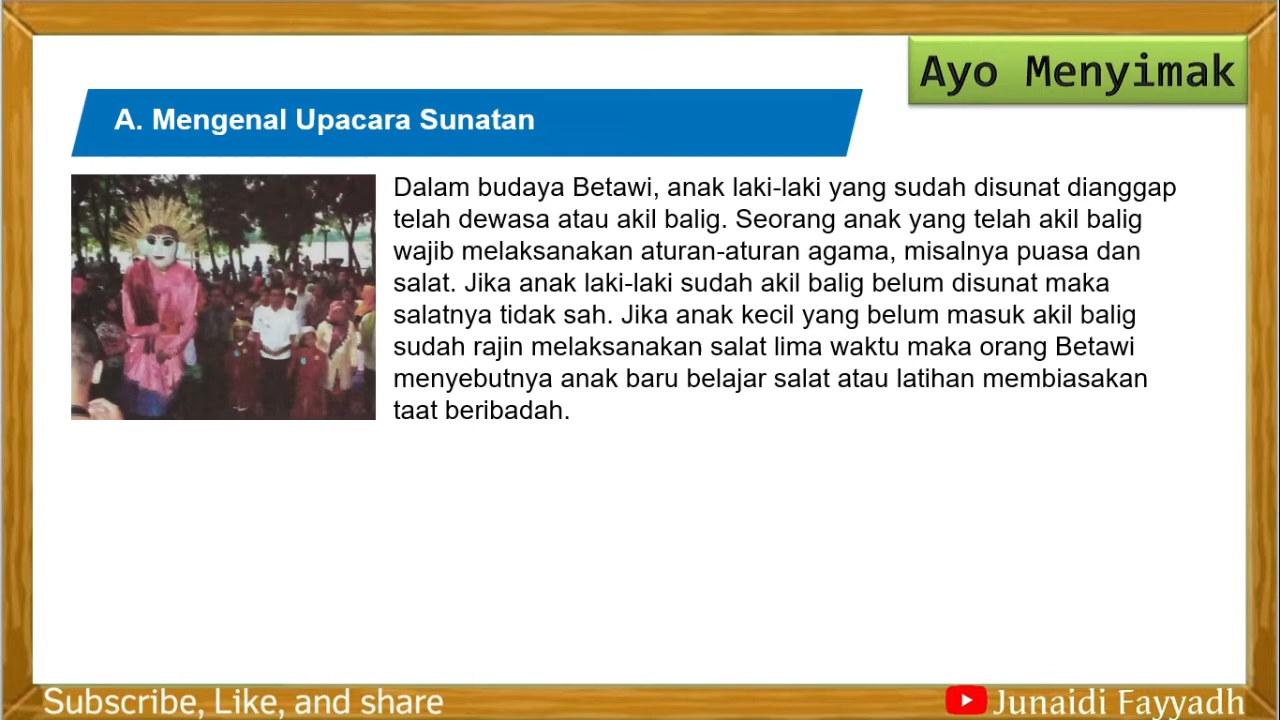 Ayo Menyimak
A. Mengenal Upacara Sunatan
Dalam budaya Betawi, anak laki-laki yang sudah disunat dianggap
telah dewasa atau akil balig. Seorang anak yang telah akil balig
wajib melaksanakan aturan-aturan agama, misalnya puasa dan
salat. Jika anak laki-laki sudah akil balig belum disunat maka
salatnya tidak sah. Jika anak kecil yang belum masuk akil balig
sudah rajin melaksanakan salat lima waktu maka orang Betawi
menyebutnya anak baru belajar salat atau latihan membiasakan
taat beribadah.
Subscribe, Like, and share
Junaidi Fayyadh